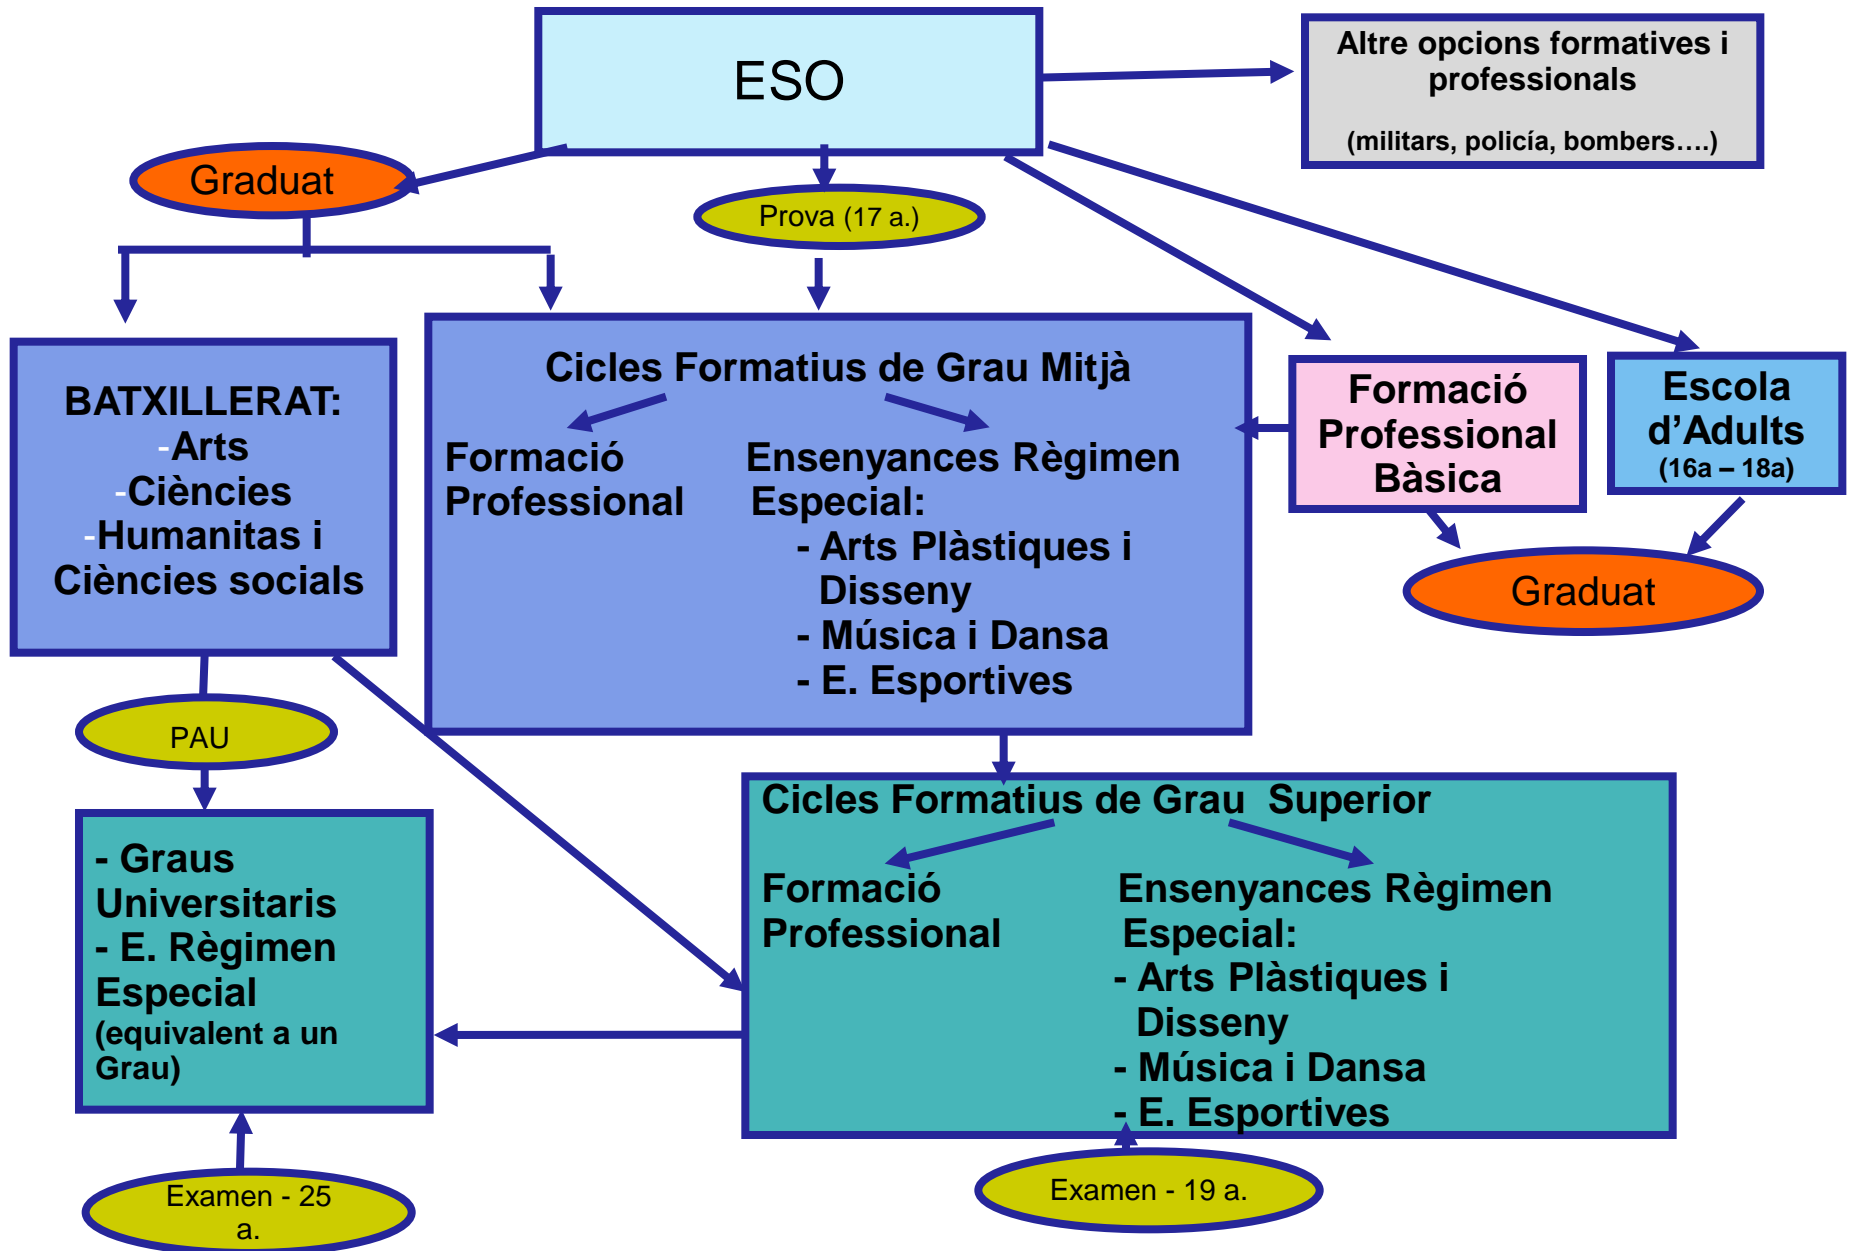 ESO
Altre opcions formatives i
professionals
(militars, policía, bombers….)
Graduat
Prova (17 a.)
BATXILLERAT:
-Arts
-Ciències
-Humanitas i
Ciències socials
Cicles Formatius de Grau Mitjà
Formació
Professional
Ensenyances Règimen
Especial:
- Arts Plàstiques i
Disseny
- Música i Dansa
- E. Esportives
Formació
Professional
Bàsica
Escola
d’Adults
(16a – 18a)
Graduat
PAU
- Graus
Universitaris
- E. Règimen
Especial
(equivalent a un
Grau)
Cicles Formatius de Grau  Superior
Formació
Professional
Ensenyances Règimen
Especial:
- Arts Plàstiques i
Disseny
- Música i Dansa
- E. Esportives
Examen - 25
a.
Examen - 19 a.